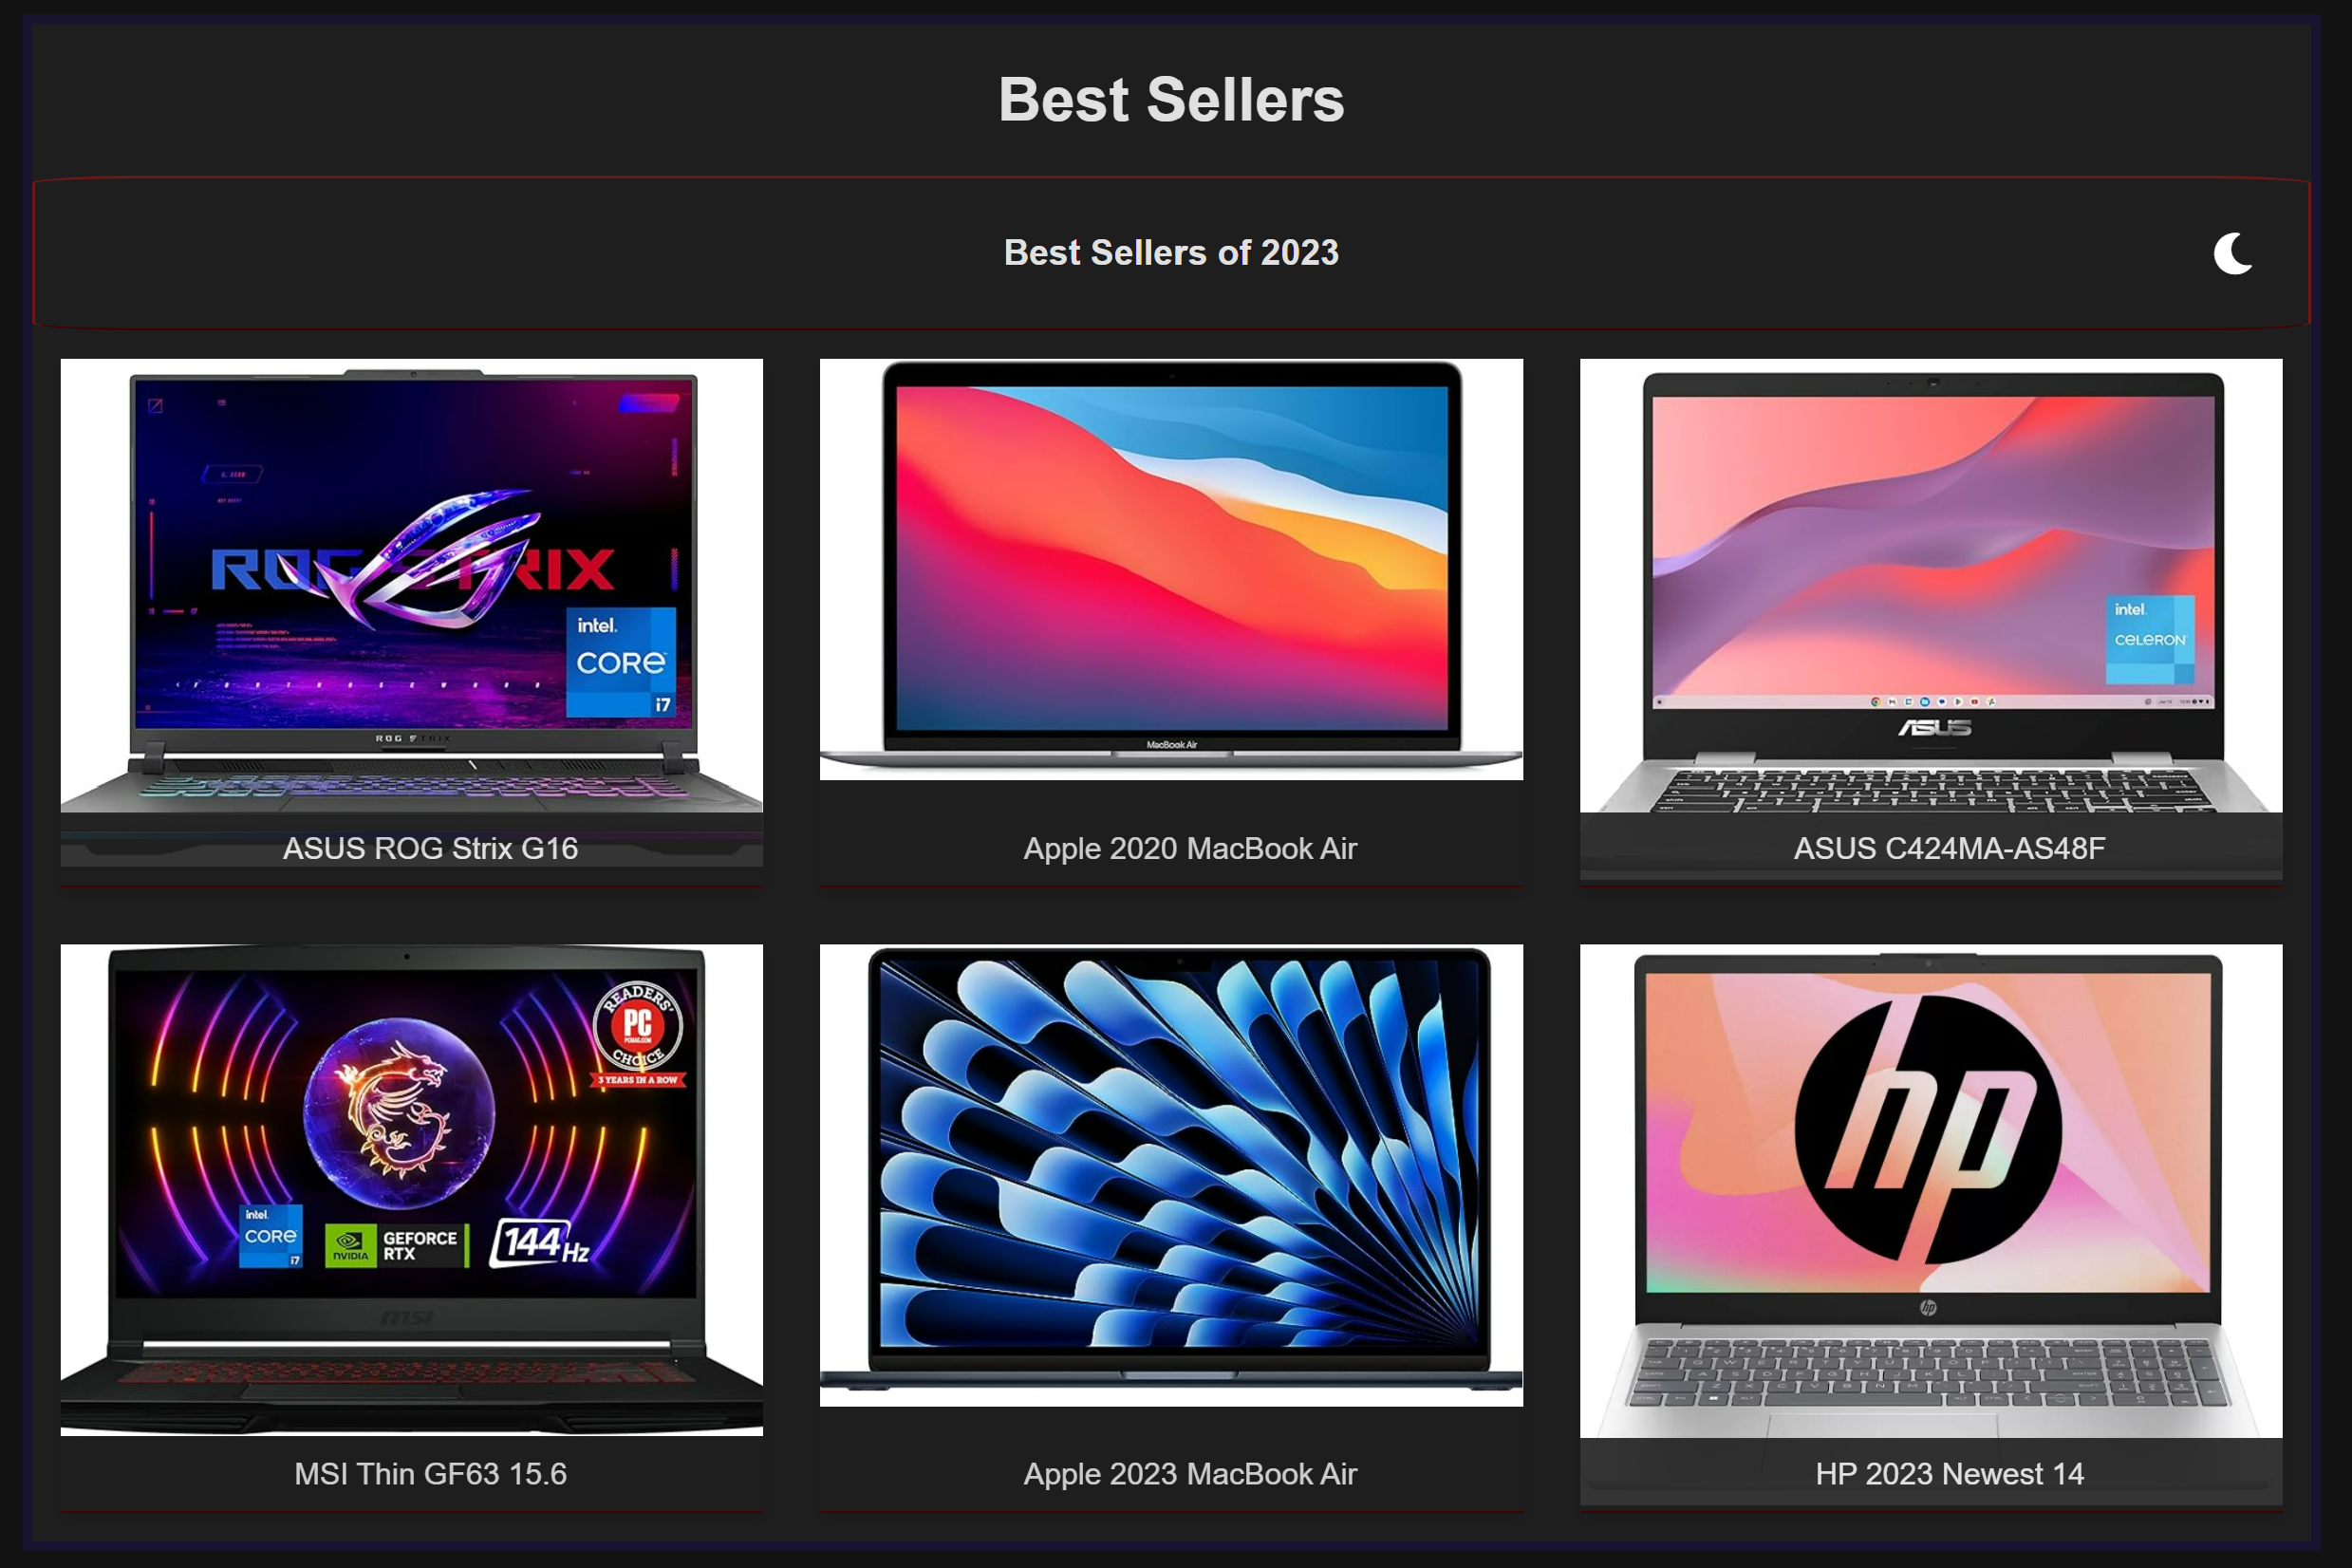 Best Sellers
Best Sellers of 2023
ROG STRIX
intel.
CORE
i7
ROG STRIX
ASUS ROG Strix G16
MacBook Air
Apple 2020 MacBook Air
intel.
CELERON
ASUS
ASUS C424MA-AS48F
READERS'
PC
PCMAG.COM
CHOICE
3 YEARS IN A ROW
intel.
CORE
i7
NVIDIA
GEFORCE
RTX
144Hz
msi
MSI Thin GF63 15.6
Apple 2023 MacBook Air
hp
hp
HP 2023 Newest 14